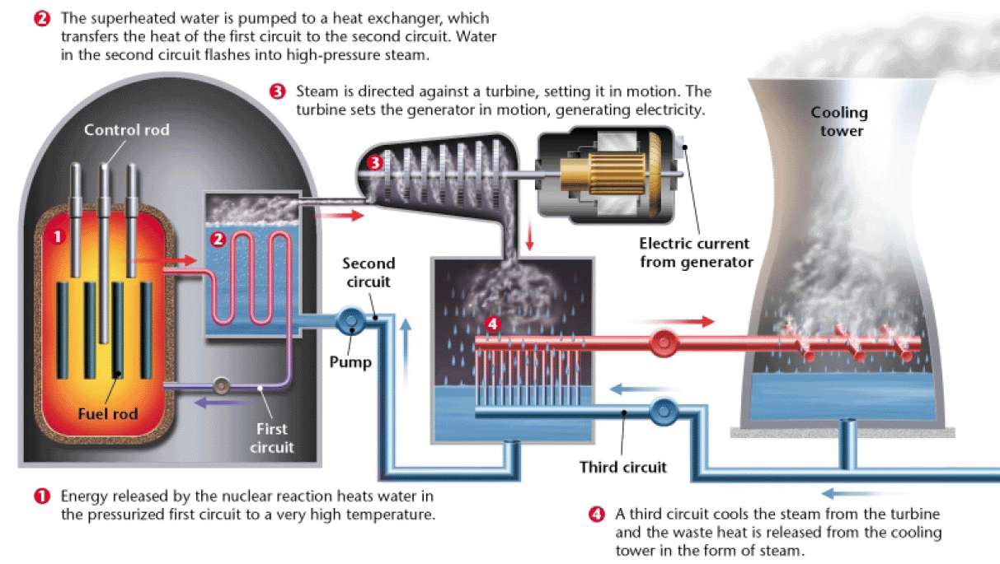 2 The superheated water is pumped to a heat exchanger, which
transfers the heat of the first circuit to the second circuit. Water
in the second circuit flashes into high-pressure steam.
3 Steam is directed against a turbine, setting it in motion. The
turbine sets the generator in motion, generating electricity.
Cooling
tower
Control rod
3
1
2
Electric current
from generator
Second
circuit
4
Pump
Fuel rod
First
circuit
Third circuit
1 Energy released by the nuclear reaction heats water in
the pressurized first circuit to a very high temperature.
4 A third circuit cools the steam from the turbine
and the waste heat is released from the cooling
tower in the form of steam.